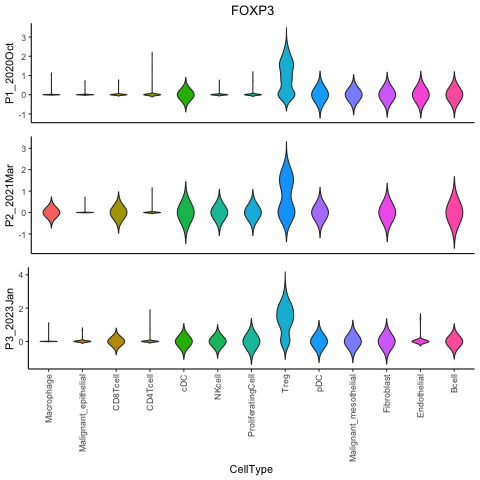 FOXP3
P1_2020Oct
3
2
1
0
-1
P2_2021Mar
3
2
1
0
-1
P3_2023Jan
4
2
0
Macrophage
Malignant_epithelial
CD8Tcell
CD4Tcell
cDC
NKcell
ProliferatingCell
Treg
pDC
Malignant_mesothelial
Fibroblast
Endothelial
Bcell
CellType